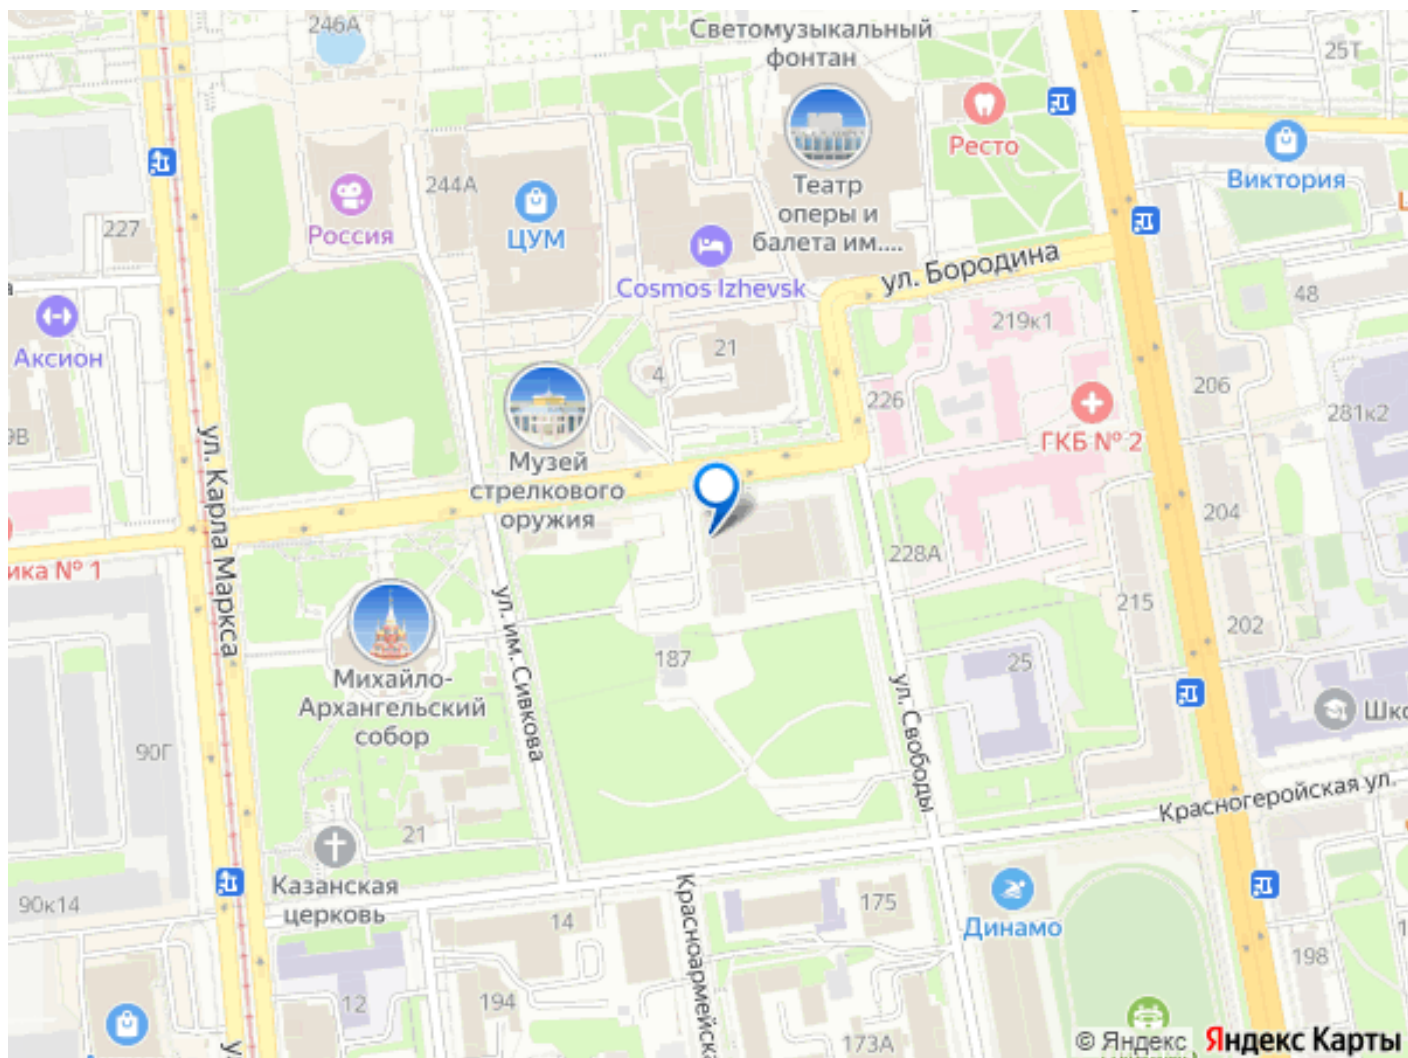 246А
Светомузыкальный
фонтан
25Т
Ресто
Виктория
Театр
оперы и
балета им....
244А
ЦУМ
Россия
227
Cosmos Izhevsk
ул. Бородина
48
219к1
Аксион
21
4
226
206
281к2
9В
ГКБ № 2
ул. Карла Маркса
Музей
стрелкового
оружия
204
228А
ика № 1
215
202
ул. им. Сивкова
187
25
Михайло-
Архангельский
собор
ул. Свободы
Шко
90Г
Красногеройская ул.
21
Казанская
церковь
90к14
14
175
Динамо
Красноармейска
198
12
194
173А
© Яндекс Яндекс Карты